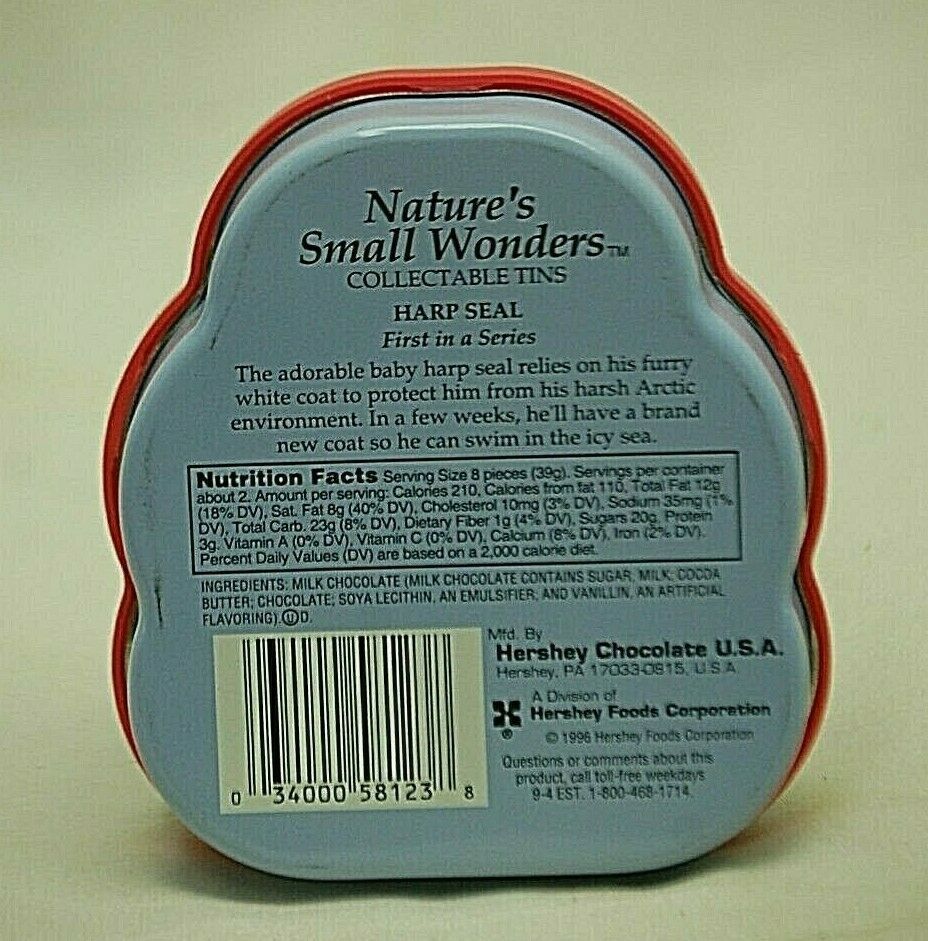 Nature's
Small Wonders™
COLLECTABLE TINS
HARP SEAL
First in a Series
The adorable baby harp seal relies on his furry
white coat to protect him from his harsh Arctic
environment. In a few weeks, he'll have a brand
new coat so he can swim in the icy sea.
Nutrition Facts Serving Size 8 pieces (39g). Servings per container
about 2. Amount per serving: Calories 210, Calories from fat 110, Total Fat 12g
(18% DV), Sat. Fat 8g (40% DV), Cholesterol 10mg (3% DV), Sodium 35mg (1%
DV), Total Carb. 23g (8% DV), Dietary Fiber 1g (4% DV), Sugars 20g, Protein
3g. Vitamin A (0% DV), Vitamin C (0% DV), Calcium (8% DV), Iron (2% DV).
Percent Daily Values (DV) are based on a 2,000 calorie diet.
INGREDIENTS: MILK CHOCOLATE (MILK CHOCOLATE CONTAINS SUGAR; MILK; COCOA
BUTTER; CHOCOLATE; SOYA LECITHIN, AN EMULSIFIER; AND VANILLIN, AN ARTIFICIAL
FLAVORING). ⓊD.
Mfd. By
Hershey Chocolate U.S.A.
Hershey, PA 17033-0815, U.S.A.
A Division of
Hershey Foods Corporation
®
© 1996 Hershey Foods Corporation
Questions or comments about this
product, call toll-free weekdays
9-4 EST. 1-800-468-1714.
0 34000 58123 8